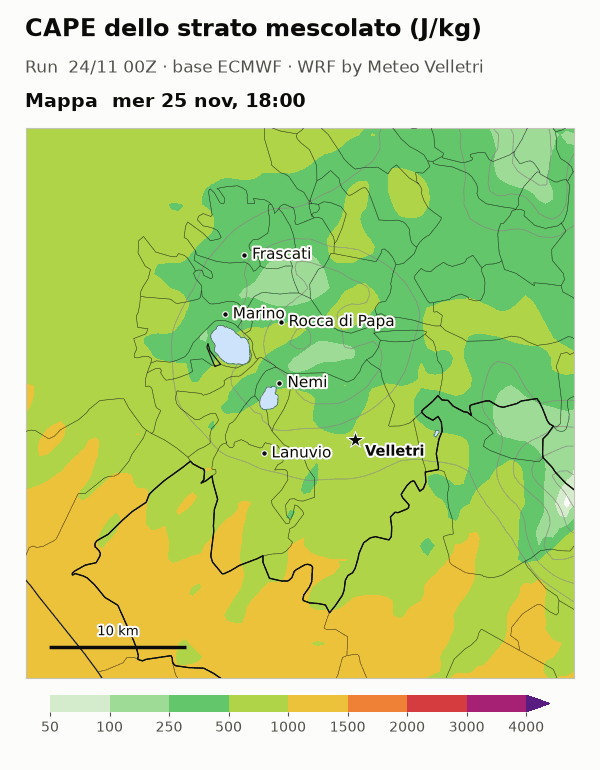 CAPE dello strato mescolato (J/kg)
Run  24/11 00Z · base ECMWF · WRF by Meteo Velletri
Mappa  mer 25 nov, 18:00
Frascati
Marino
Rocca di Papa
Nemi
Velletri
Lanuvio
10 km
50 100 250 500 1000 1500 2000 3000 4000